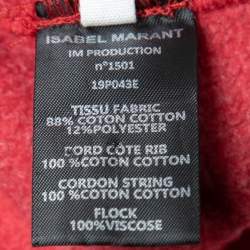 ISABEL MARANT
IM PRODUCTION
n°1501
19P043E
TISSU FABRIC
88% COTON COTTON
12%POLYESTER
BORD COTE RIB
100 %COTON COTTON
CORDON STRING
100 %COTON COTTON
FLOCK
100%VISCOSE